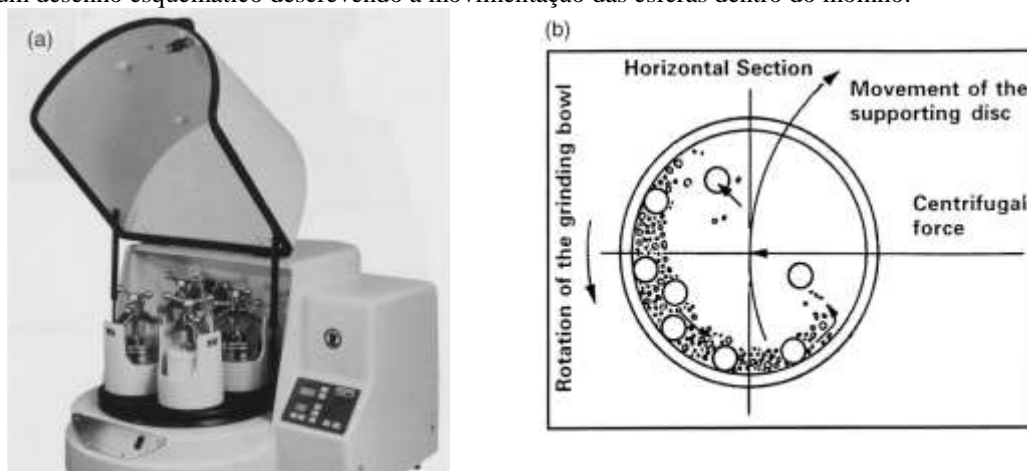 um desenho esquemático descrevendo a movimentação das esferas dentro do moinho.
(a)
(b)
Horizontal Section
Movement of the
supporting disc
Centrifugal
force
Rotation of the grinding bowl